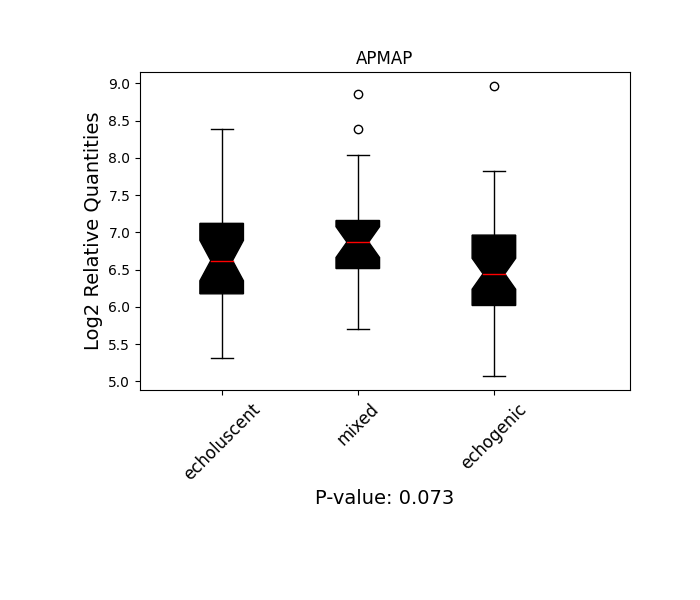 APMAP
Log2 Relative Quantities
9.0
8.5
8.0
7.5
7.0
6.5
6.0
5.5
5.0
echoluscent
mixed
echogenic
P-value: 0.073